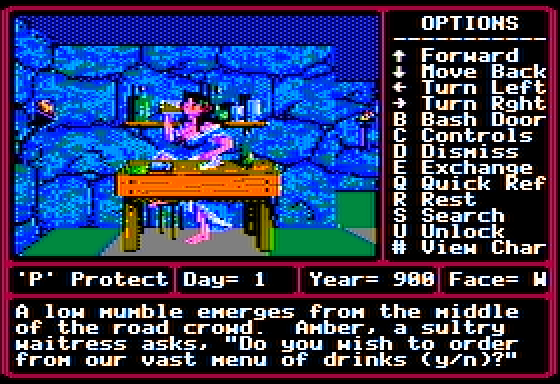 OPTIONS
↑ Forward
↓ Move Back
← Turn Left
→ Turn Rght
B Bash Door
C Controls
D Dismiss
E Exchange
Q Quick Ref
R Rest
S Search
U Unlock
# View Char
'P' Protect
Day= 1
Year= 900
Face= W
A low mumble emerges from the middle
of the road crowd.  Amber, a sultry
waitress asks, "Do you wish to order
from our vast menu of drinks (y/n)?"